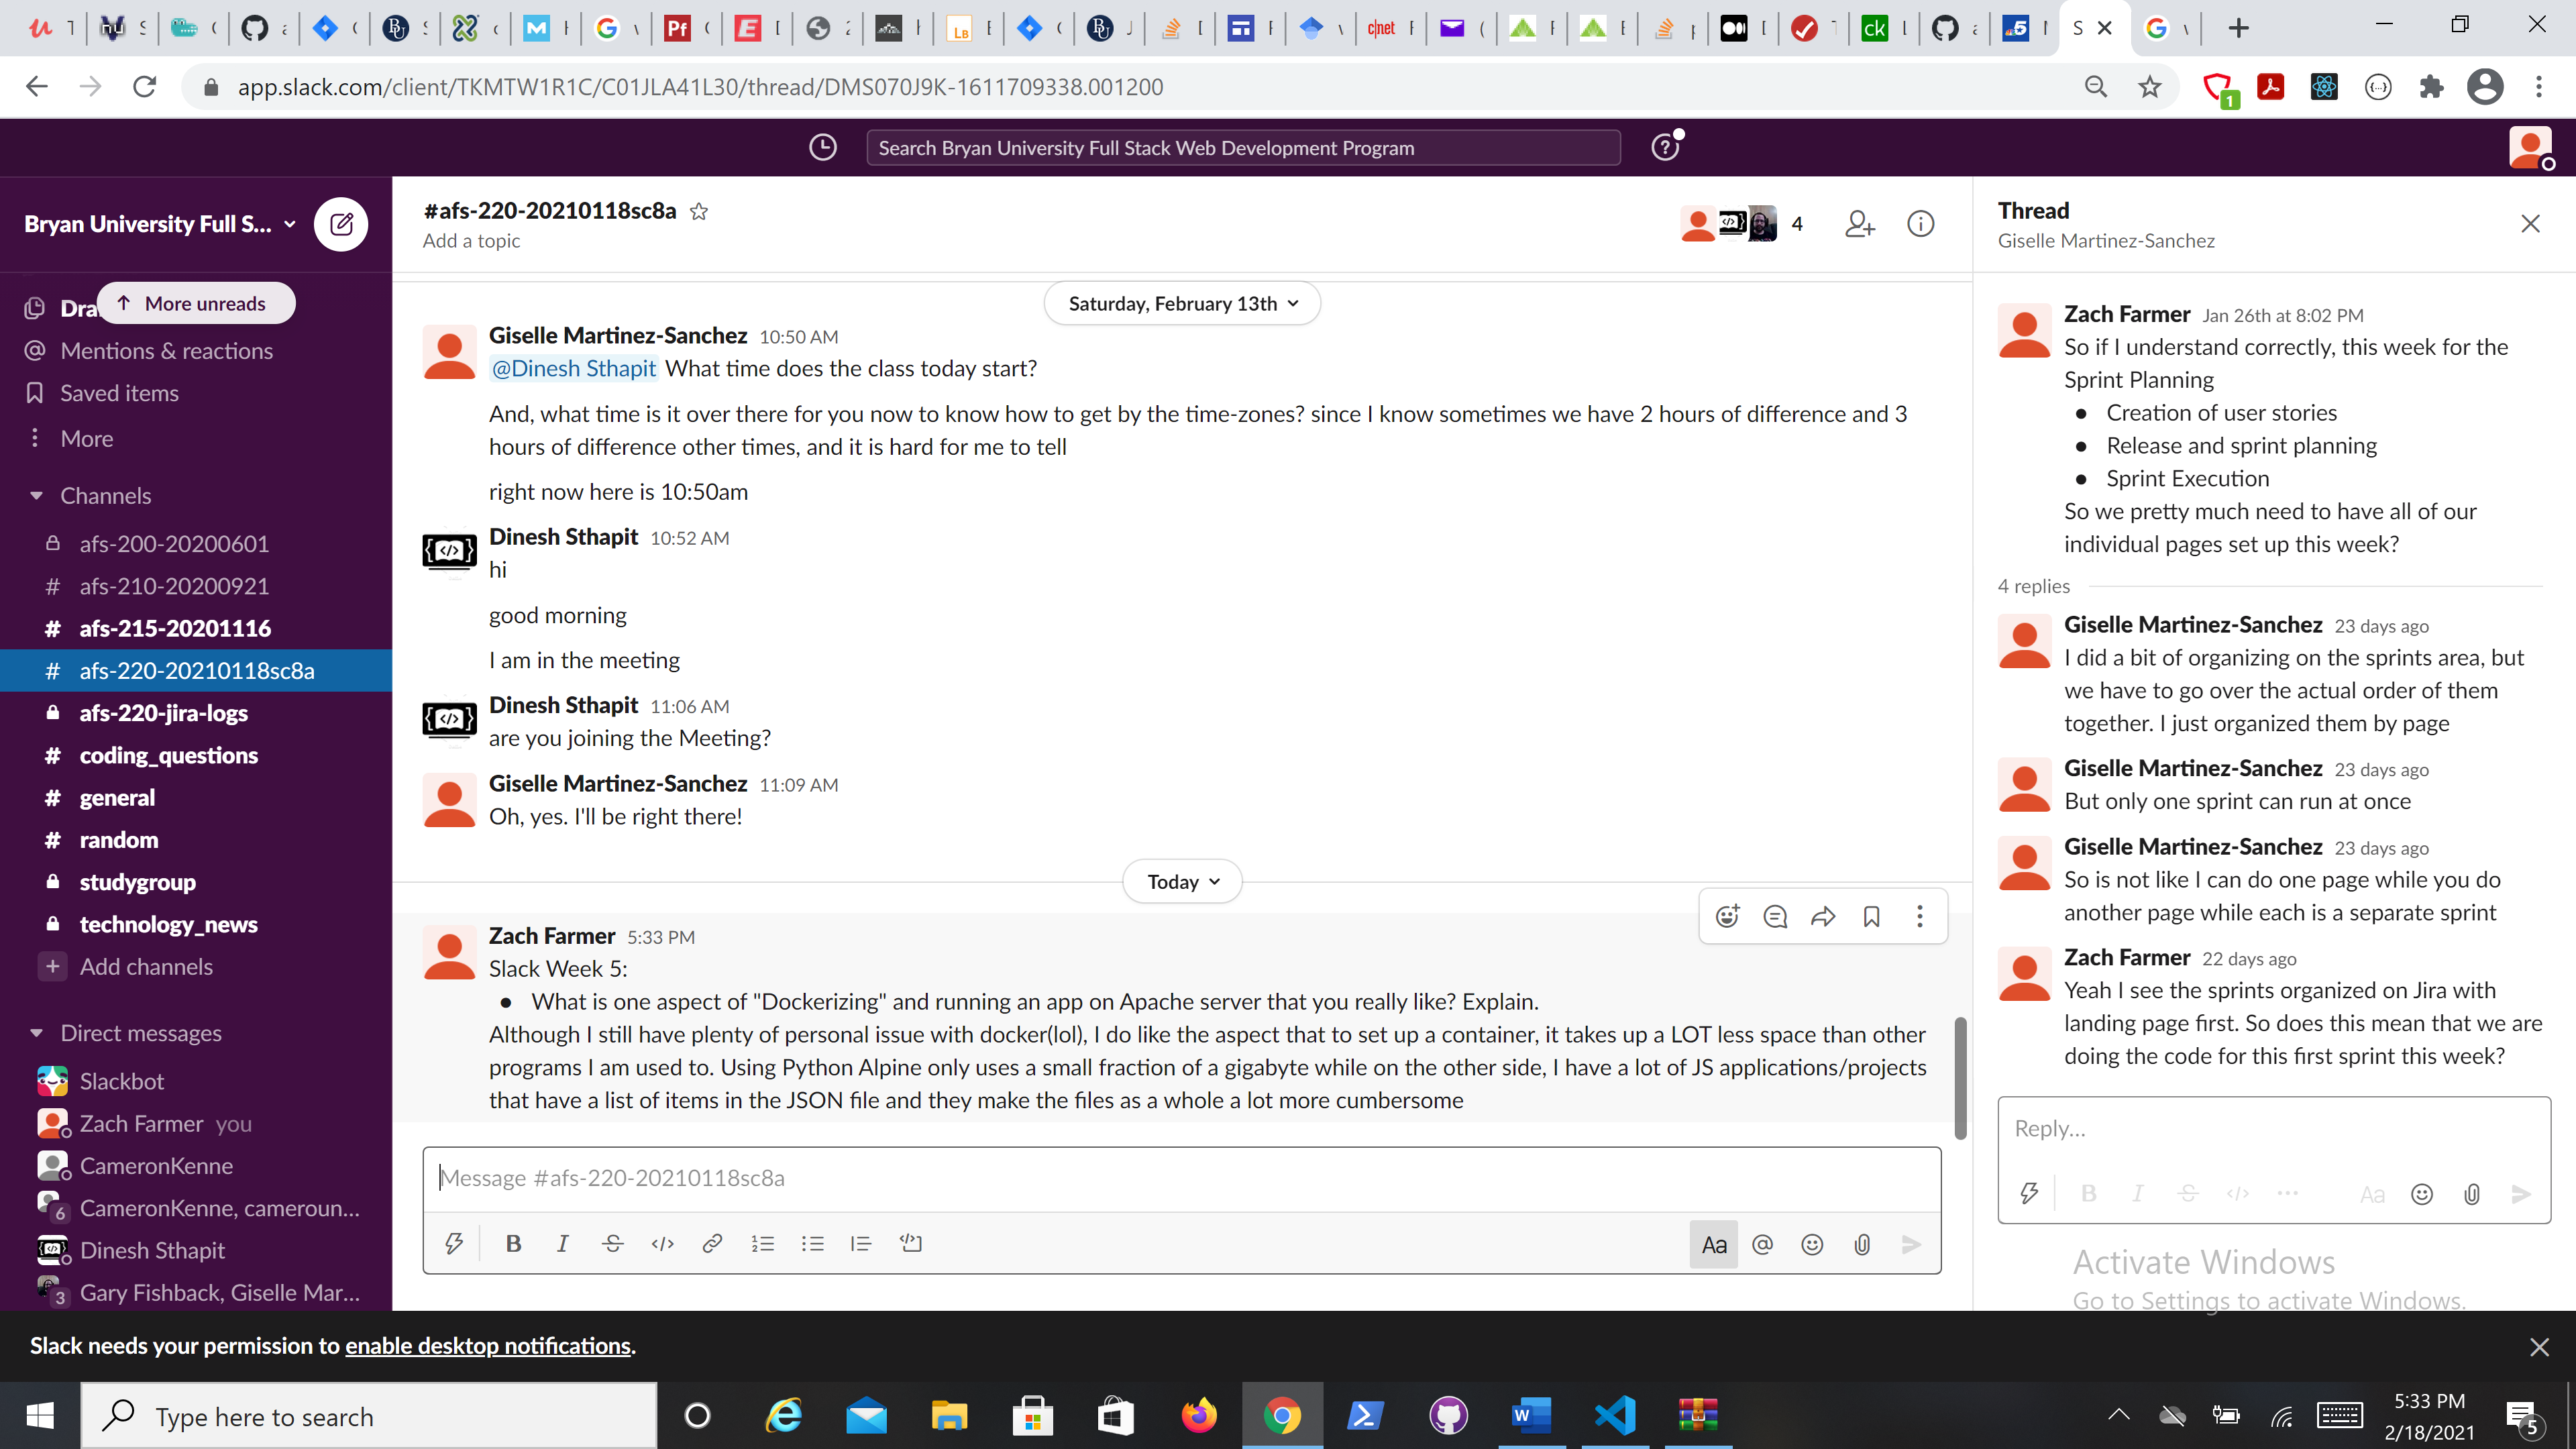 app.slack.com/client/TKMTW1R1C/C01JLA41L30/thread/DMS070J9K-1611709338.001200
Search Bryan University Full Stack Web Development Program
Bryan University Full S...
More unreads
Mentions & reactions
Saved items
More
Channels
afs-200-20200601
# afs-210-20200921
# afs-215-20201116
# afs-220-20210118sc8a
afs-220-jira-logs
# coding_questions
# general
# random
studygroup
technology_news
+ Add channels
Direct messages
Slackbot
Zach Farmer you
CameronKenne
6 CameronKenne, cameroun...
Dinesh Sthapit
3 Gary Fishback, Giselle Mar...
#afs-220-20210118sc8a
Add a topic
4
Saturday, February 13th
Giselle Martinez-Sanchez 10:50 AM
@Dinesh Sthapit What time does the class today start?
And, what time is it over there for you now to know how to get by the time-zones? since I know sometimes we have 2 hours of difference and 3
hours of difference other times, and it is hard for me to tell
right now here is 10:50am
Dinesh Sthapit 10:52 AM
hi
good morning
I am in the meeting
Dinesh Sthapit 11:06 AM
are you joining the Meeting?
Giselle Martinez-Sanchez 11:09 AM
Oh, yes. I'll be right there!
Today
Zach Farmer 5:33 PM
Slack Week 5:
• What is one aspect of "Dockerizing" and running an app on Apache server that you really like? Explain.
Although I still have plenty of personal issue with docker(lol), I do like the aspect that to set up a container, it takes up a LOT less space than other
programs I am used to. Using Python Alpine only uses a small fraction of a gigabyte while on the other side, I have a lot of JS applications/projects
that have a list of items in the JSON file and they make the files as a whole a lot more cumbersome
Message #afs-220-20210118sc8a
B I S </> Aa @
Thread
Giselle Martinez-Sanchez
Zach Farmer Jan 26th at 8:02 PM
So if I understand correctly, this week for the
Sprint Planning
• Creation of user stories
• Release and sprint planning
• Sprint Execution
So we pretty much need to have all of our
individual pages set up this week?
4 replies
Giselle Martinez-Sanchez 23 days ago
I did a bit of organizing on the sprints area, but
we have to go over the actual order of them
together. I just organized them by page
Giselle Martinez-Sanchez 23 days ago
But only one sprint can run at once
Giselle Martinez-Sanchez 23 days ago
So is not like I can do one page while you do
another page while each is a separate sprint
Zach Farmer 22 days ago
Yeah I see the sprints organized on Jira with
landing page first. So does this mean that we are
doing the code for this first sprint this week?
Reply...
B I S </> Aa
Activate Windows
Go to Settings to activate Windows.
Slack needs your permission to enable desktop notifications.
Type here to search
5:33 PM
2/18/2021
5